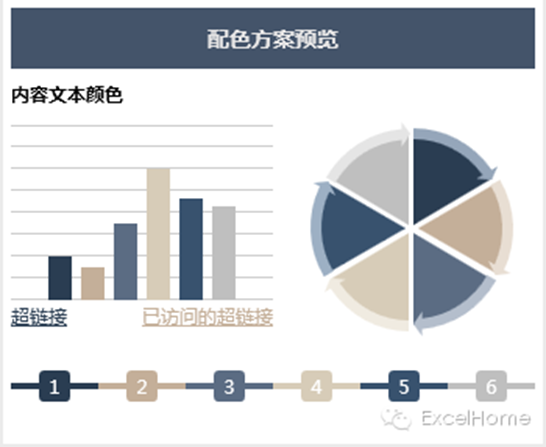 配色方案预览
内容文本颜色
超链接 已访问的超链接
1 2 3 4 5 6
ExcelHome